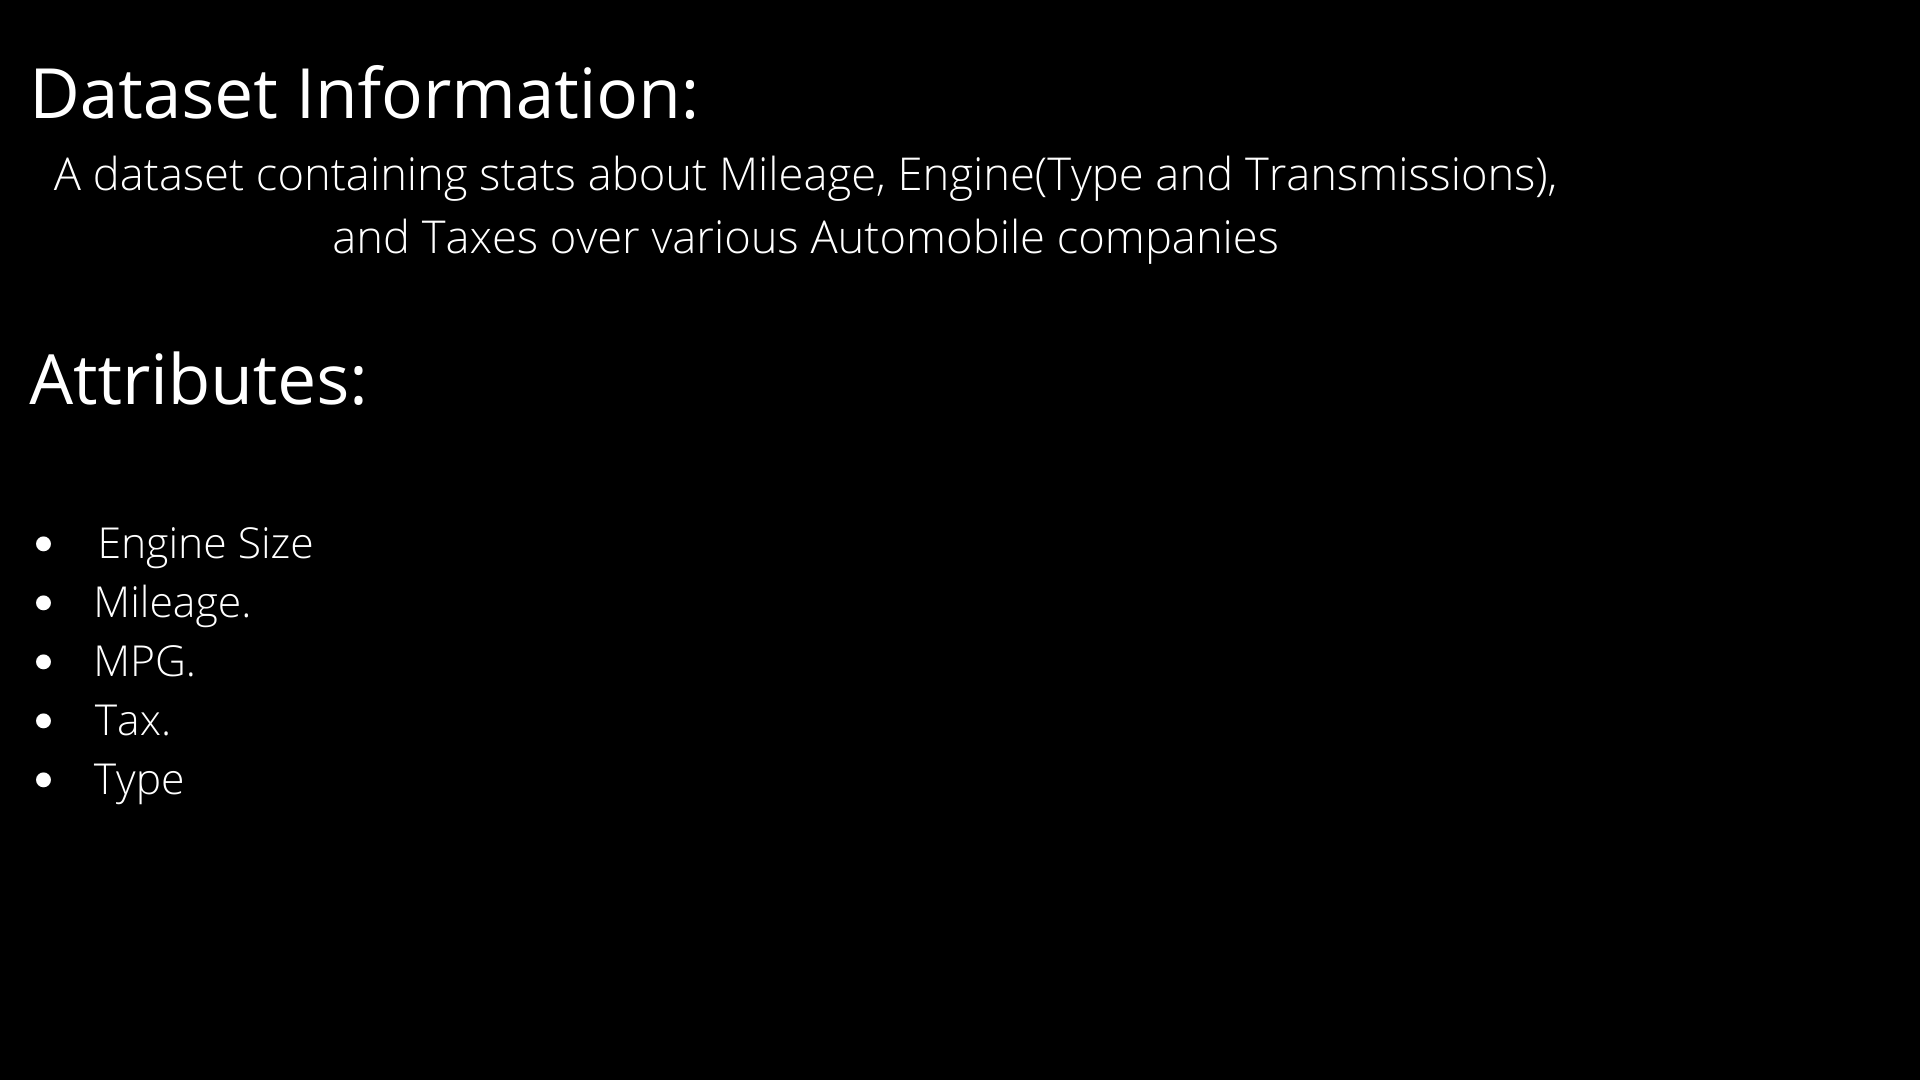 Dataset Information:
A dataset containing stats about Mileage, Engine(Type and Transmissions),
and Taxes over various Automobile companies
Attributes:
• Engine Size
• Mileage.
• MPG.
• Tax.
• Type